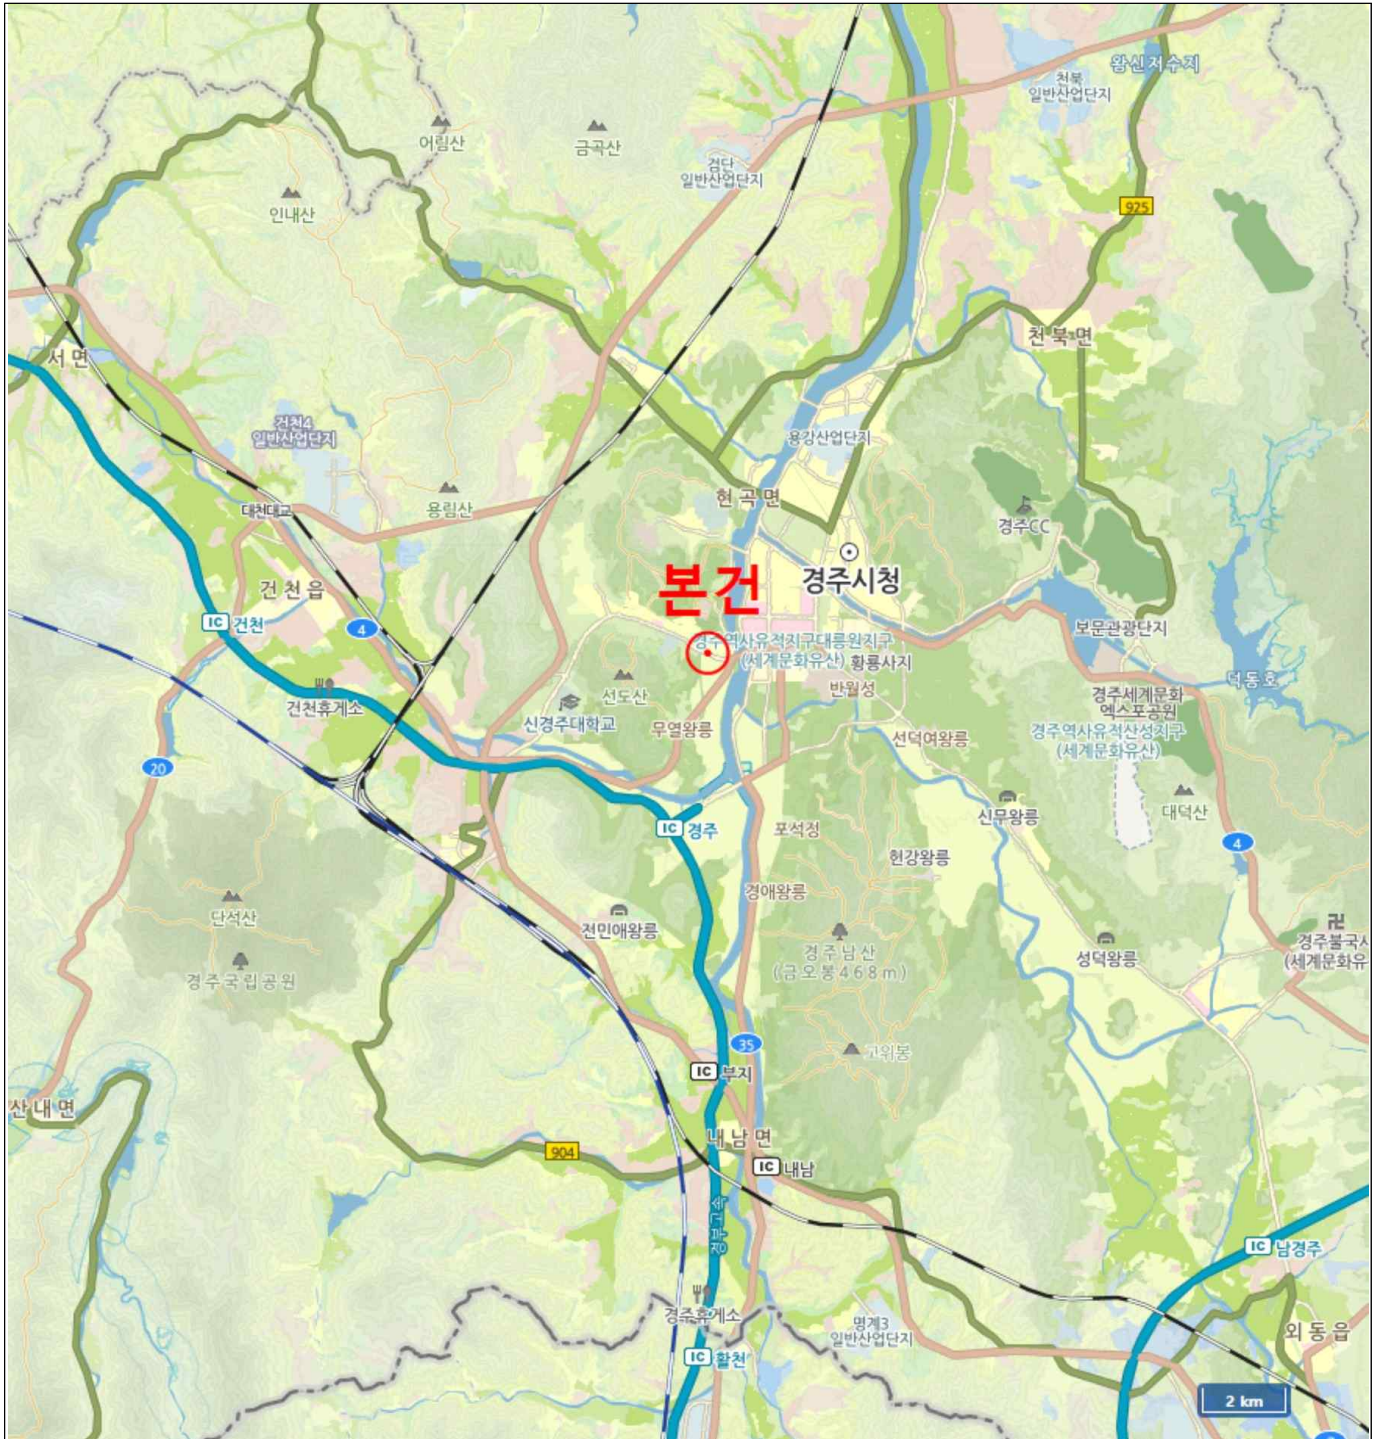 왕신저수지
천북
일반산업단지
어림산
금곡산
검단
일반산업단지
인내산
925
천북면
서면
건천4
일반산업단지
용강산업단지
대천대교
용림산
현곡면
경주CC
경주시청
본건
건천읍
IC 건천
4
보문관광단지
경주역사유적지구대릉원지구
(세계문화유산)
황룡사지
덕동호
건천휴게소
선도산
반월성
경주세계문화
엑스포공원
신경주대학교
무열왕릉
선덕여왕릉
경주역사유적산성지구
(세계문화유산)
20
대덕산
신무왕릉
IC 경주
포석정
4
헌강왕릉
경애왕릉
단석산
전민애왕릉
경주남산
(금오봉468m)
성덕왕릉
경주불국사
(세계문화유
경주국립공원
35
고위봉
IC 부지
산내면
내남면
904
IC 내남
경부고속
IC 남경주
경주휴게소
명계3
일반산업단지
외동읍
IC 활천
2 km